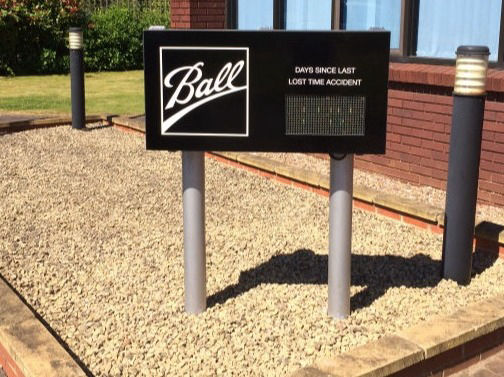 Ball
DAYS SINCE LAST
LOST TIME ACCIDENT